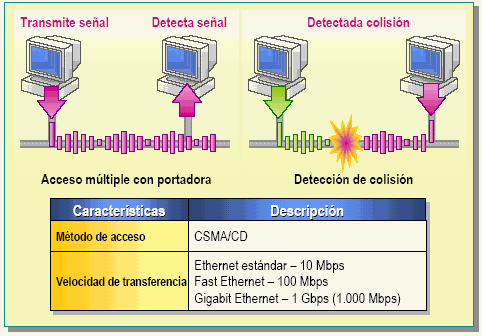 Transmite señal
Detecta señal
Detectada colisión
Acceso múltiple con portadora
Detección de colisión
Características
Descripción
Método de acceso
CSMA/CD
Velocidad de transferencia
Ethernet estándar – 10 Mbps
Fast Ethernet – 100 Mbps
Gigabit Ethernet – 1 Gbps (1.000 Mbps)